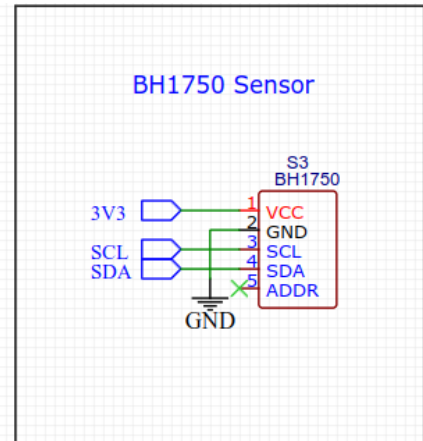 BH1750 Sensor
S3
BH1750
3V3
1
VCC
2
GND
SCL
3
SCL
SDA
4
SDA
5
ADDR
GND